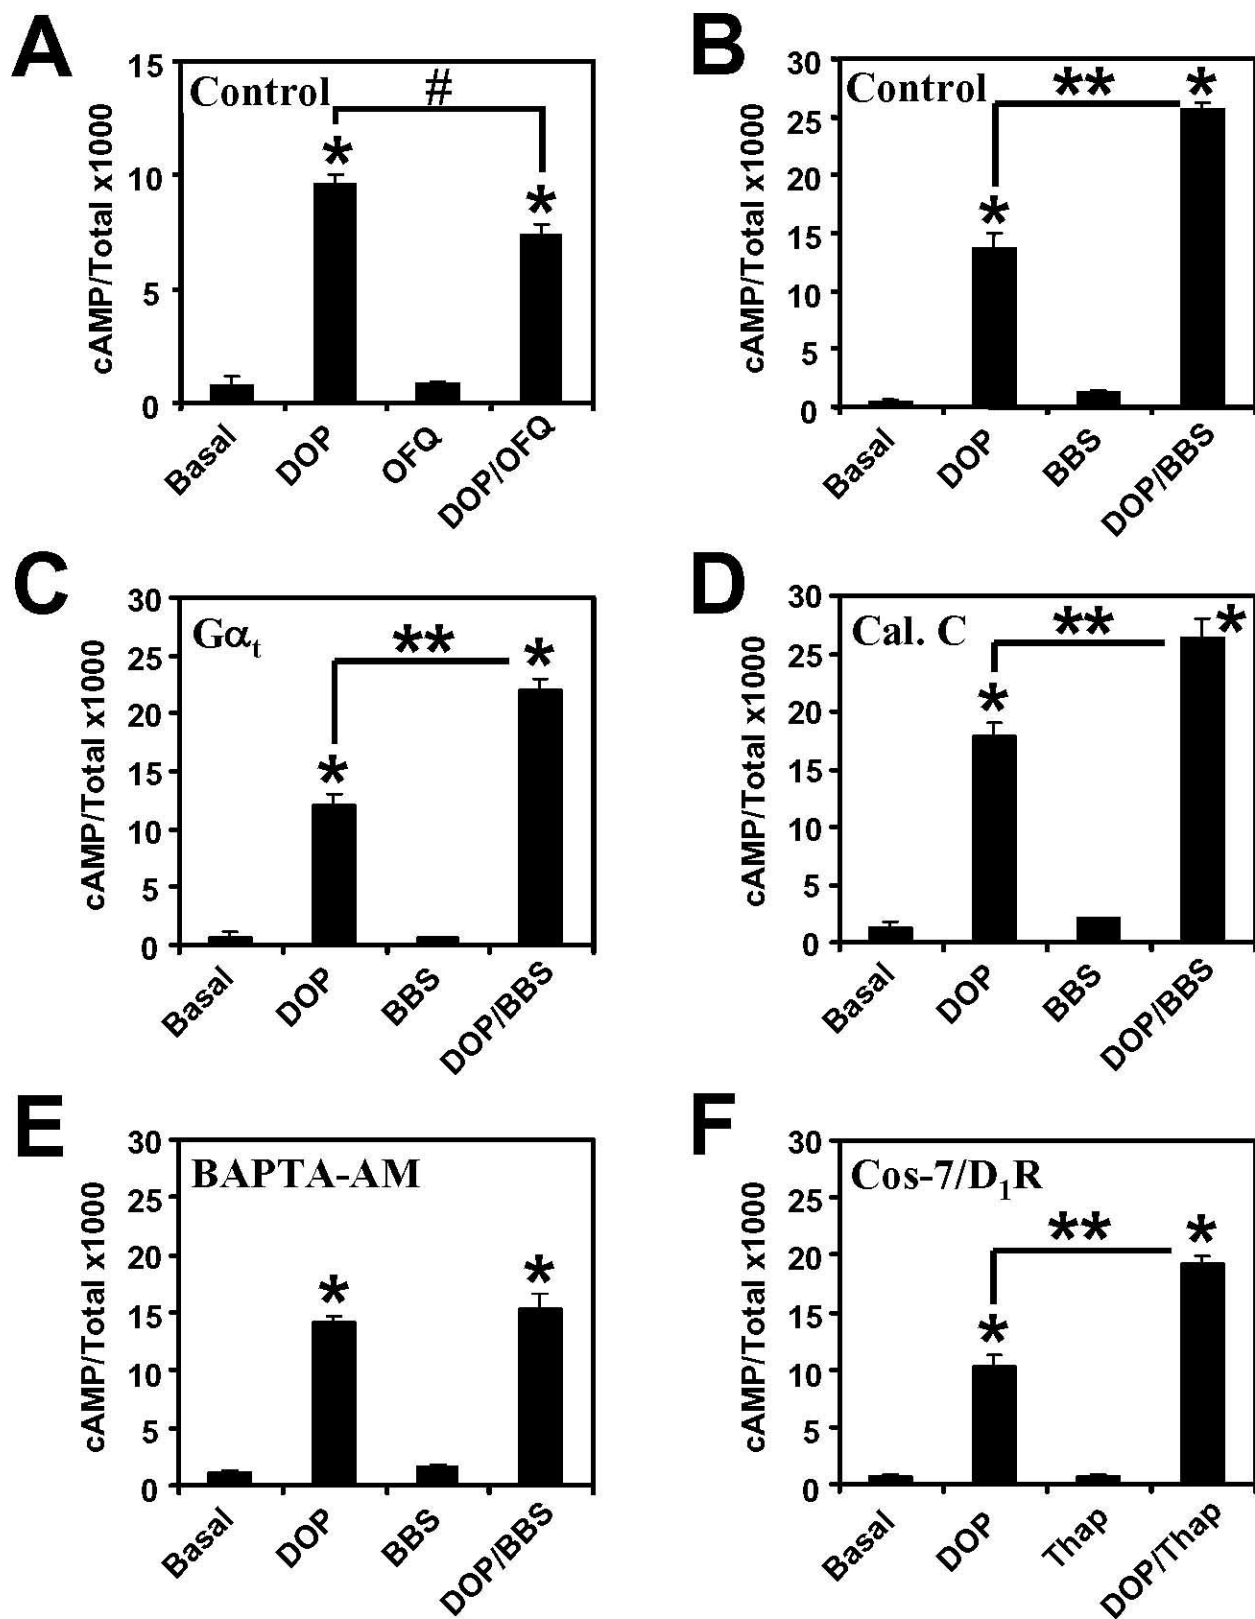 A
cAMP/Total x1000
15
10
5
0
Control
#
*
*
Basal
DOP
OFQ
DOP/OFQ
B
cAMP/Total x1000
30
25
20
15
10
5
0
Control
**
*
*
Basal
DOP
BBS
DOP/BBS
C
cAMP/Total x1000
30
25
20
15
10
5
0
Gαt
**
*
*
Basal
DOP
BBS
DOP/BBS
D
cAMP/Total x1000
30
25
20
15
10
5
0
Cal. C
**
*
*
Basal
DOP
BBS
DOP/BBS
E
cAMP/Total x1000
30
25
20
15
10
5
0
BAPTA-AM
*
*
Basal
DOP
BBS
DOP/BBS
F
cAMP/Total x1000
30
25
20
15
10
5
0
Cos-7/D1R
**
*
*
Basal
DOP
Thap
DOP/Thap